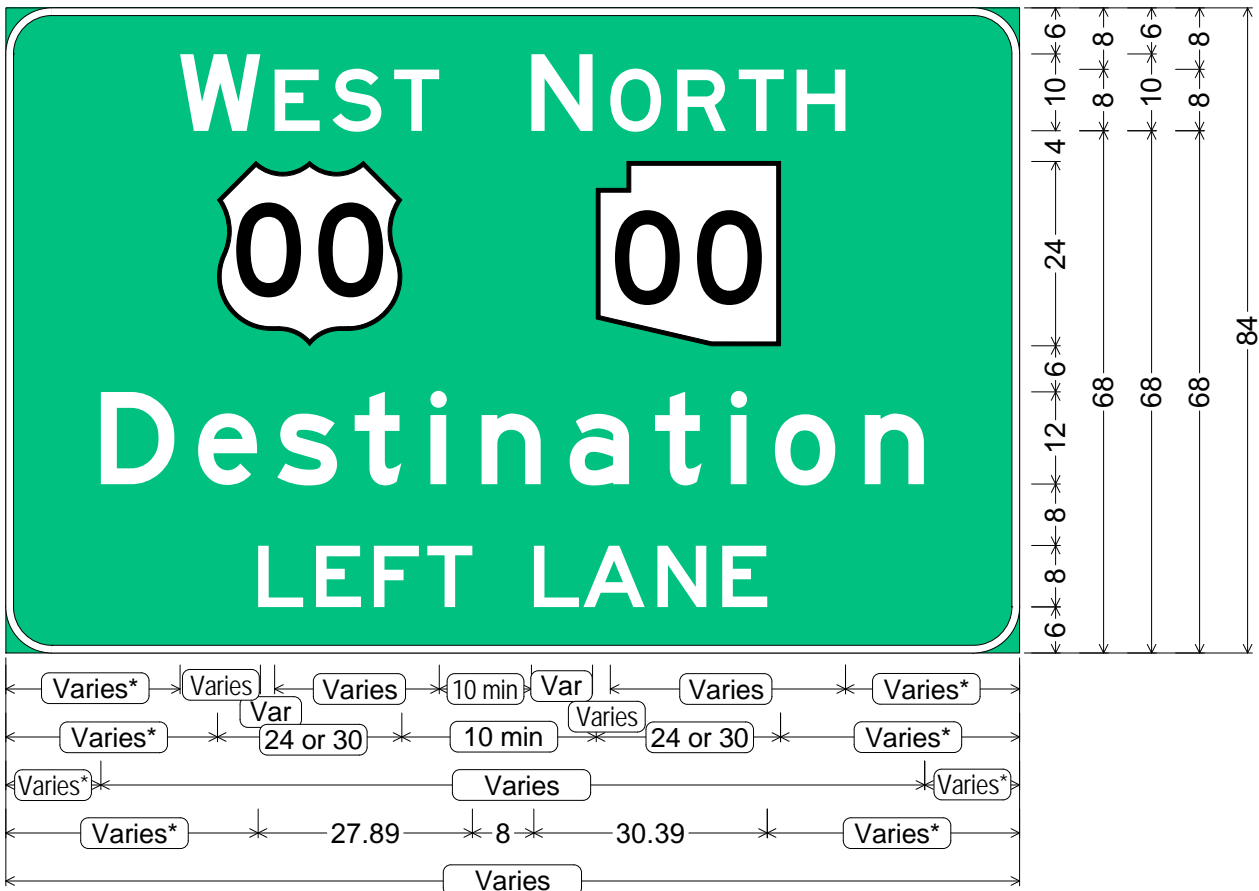 WEST NORTH
00 00
Destination
LEFT LANE
6 10 4 24 6 12 8 8 6
8 8 68
6 10 68
8 8 68
84
Varies* Varies Var Varies 10 min Var Varies Varies Varies*
Varies* 24 or 30 10 min 24 or 30 Varies*
Varies* Varies Varies*
Varies* 27.89 8 30.39 Varies*
Varies